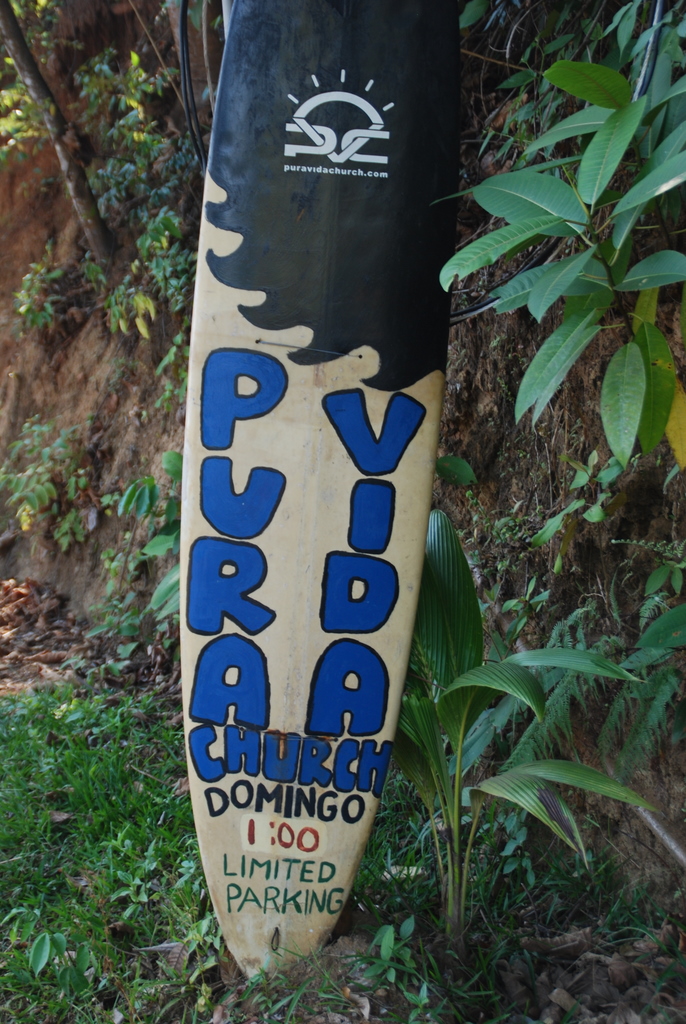 puravidachurch.com
PURA
VIDA
CHURCH
DOMINGO
1:00
LIMITED
PARKING